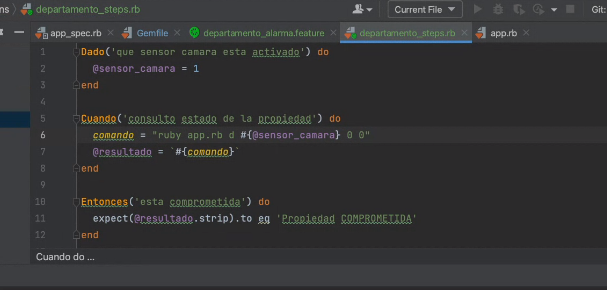 ns
departamento_steps.rb
Current File
Git:
app_spec.rb
Gemfile
departamento_alarma.feature
departamento_steps.rb
app.rb
1 Dado('que sensor camara esta activado') do
2 @sensor_camara = 1
3 end
4
5 Cuando('consulto estado de la propiedad') do
6 comando = "ruby app.rb d #{@sensor_camara} 0 0"
7 @resultado = `#{comando}`
8 end
9
10 Entonces('esta comprometida') do
11 expect(@resultado.strip).to eq 'Propiedad COMPROMETIDA'
12 end
Cuando do ...